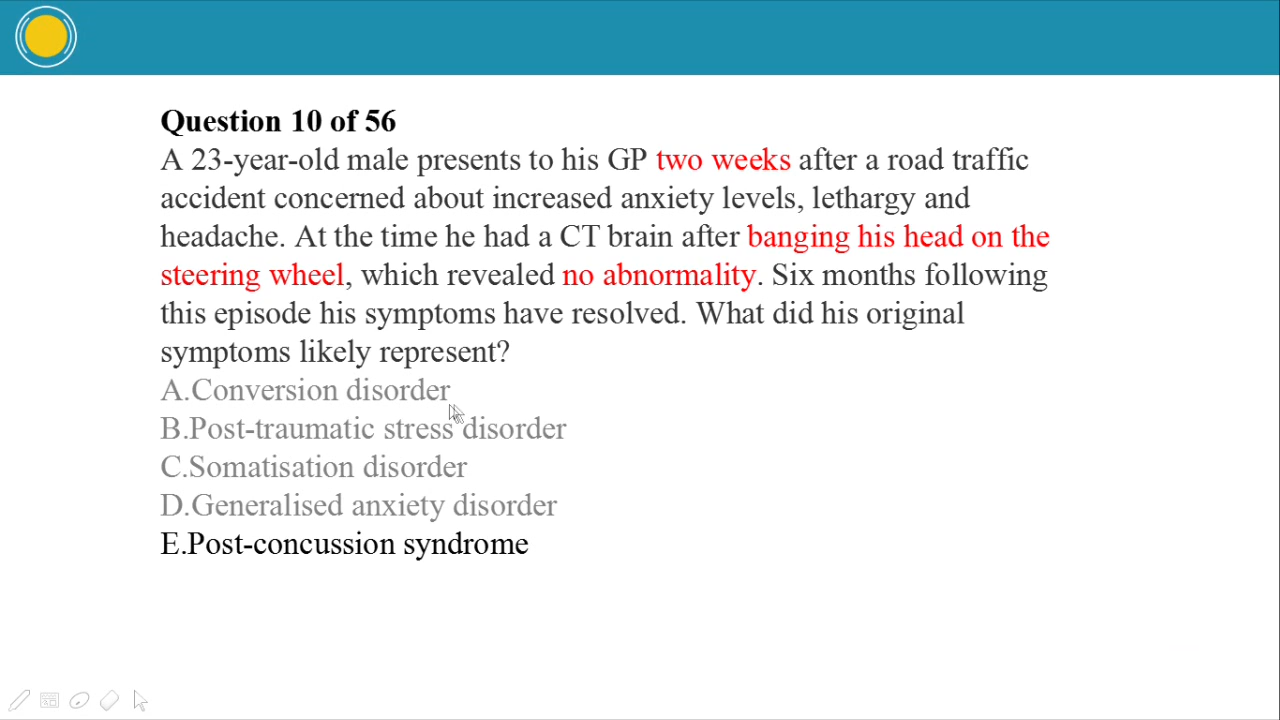 Question 10 of 56
A 23-year-old male presents to his GP two weeks after a road traffic
accident concerned about increased anxiety levels, lethargy and
headache. At the time he had a CT brain after banging his head on the
steering wheel, which revealed no abnormality. Six months following
this episode his symptoms have resolved. What did his original
symptoms likely represent?
A.Conversion disorder
B.Post-traumatic stress disorder
C.Somatisation disorder
D.Generalised anxiety disorder
E.Post-concussion syndrome